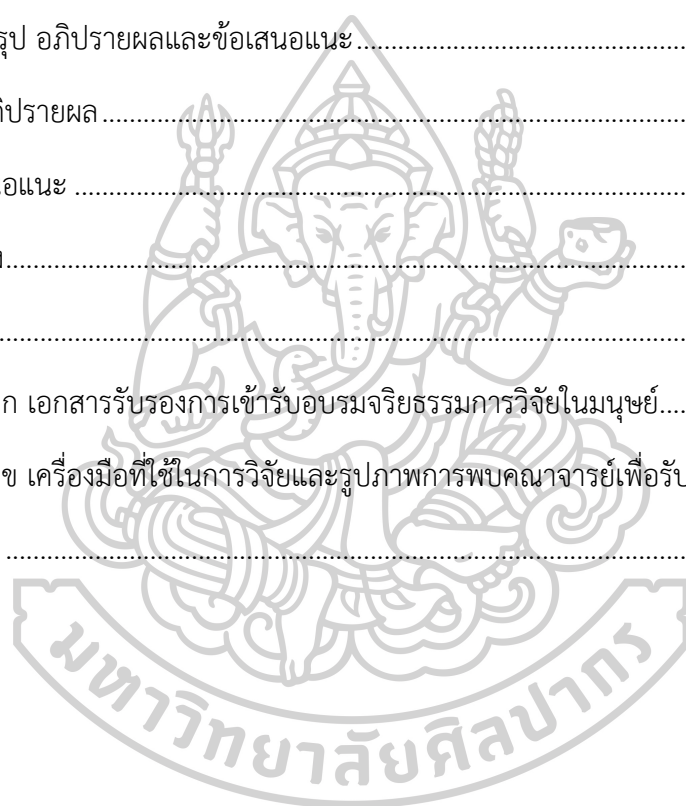 รุป อภิปรายผลและข้อเสนอแนะ............................................................
ภิปรายผล............................................................
นอแนะ ............................................................
............................................................
............................................................
ก เอกสารรับรองการเข้ารับอบรมจริยธรรมการวิจัยในมนุษย์....
ข เครื่องมือที่ใช้ในการวิจัยและรูปภาพการพบคณาจารย์เพื่อรับ
............................................................
มหาวิทยาลัยศิลปากร